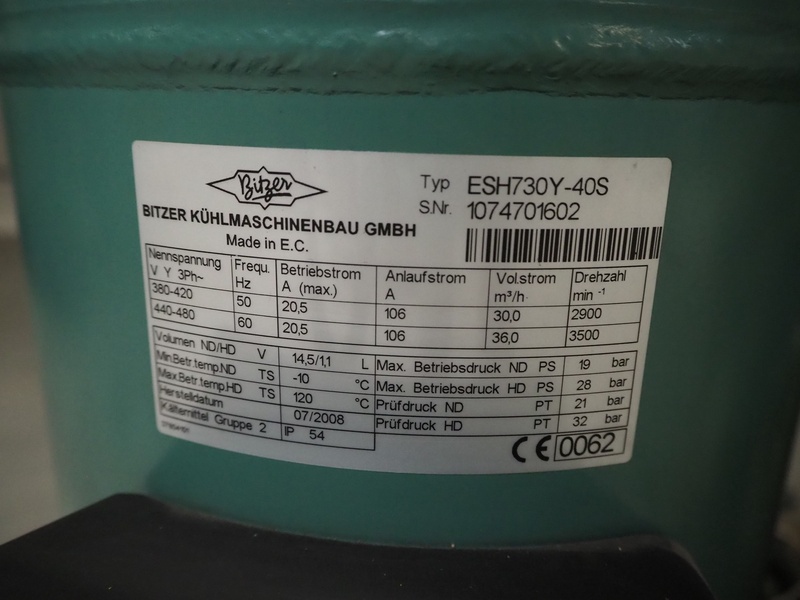 Bitzer
BITZER KÜHLMASCHINENBAU GMBH
Made in E.C.
Typ ESH730Y-40S
S.Nr. 1074701602
Nennspannung V Y 3Ph~ Frequ. Hz Betriebstrom A (max.) Anlaufstrom A Vol.strom m³/h Drehzahl min -1
380-420 50 20,5 106 30,0 2900
440-480 60 20,5 106 36,0 3500
Volumen ND/HD V 14,5/1,1 L Max. Betriebsdruck ND PS 19 bar
Min.Betr.temp.ND TS -10 °C Max. Betriebsdruck HD PS 28 bar
Max.Betr.temp.HD TS 120 °C Prüfdruck ND PT 21 bar
Herstelldatum 07/2008 Prüfdruck HD PT 32 bar
Kältemittel Gruppe 2 IP 54
CE 0062